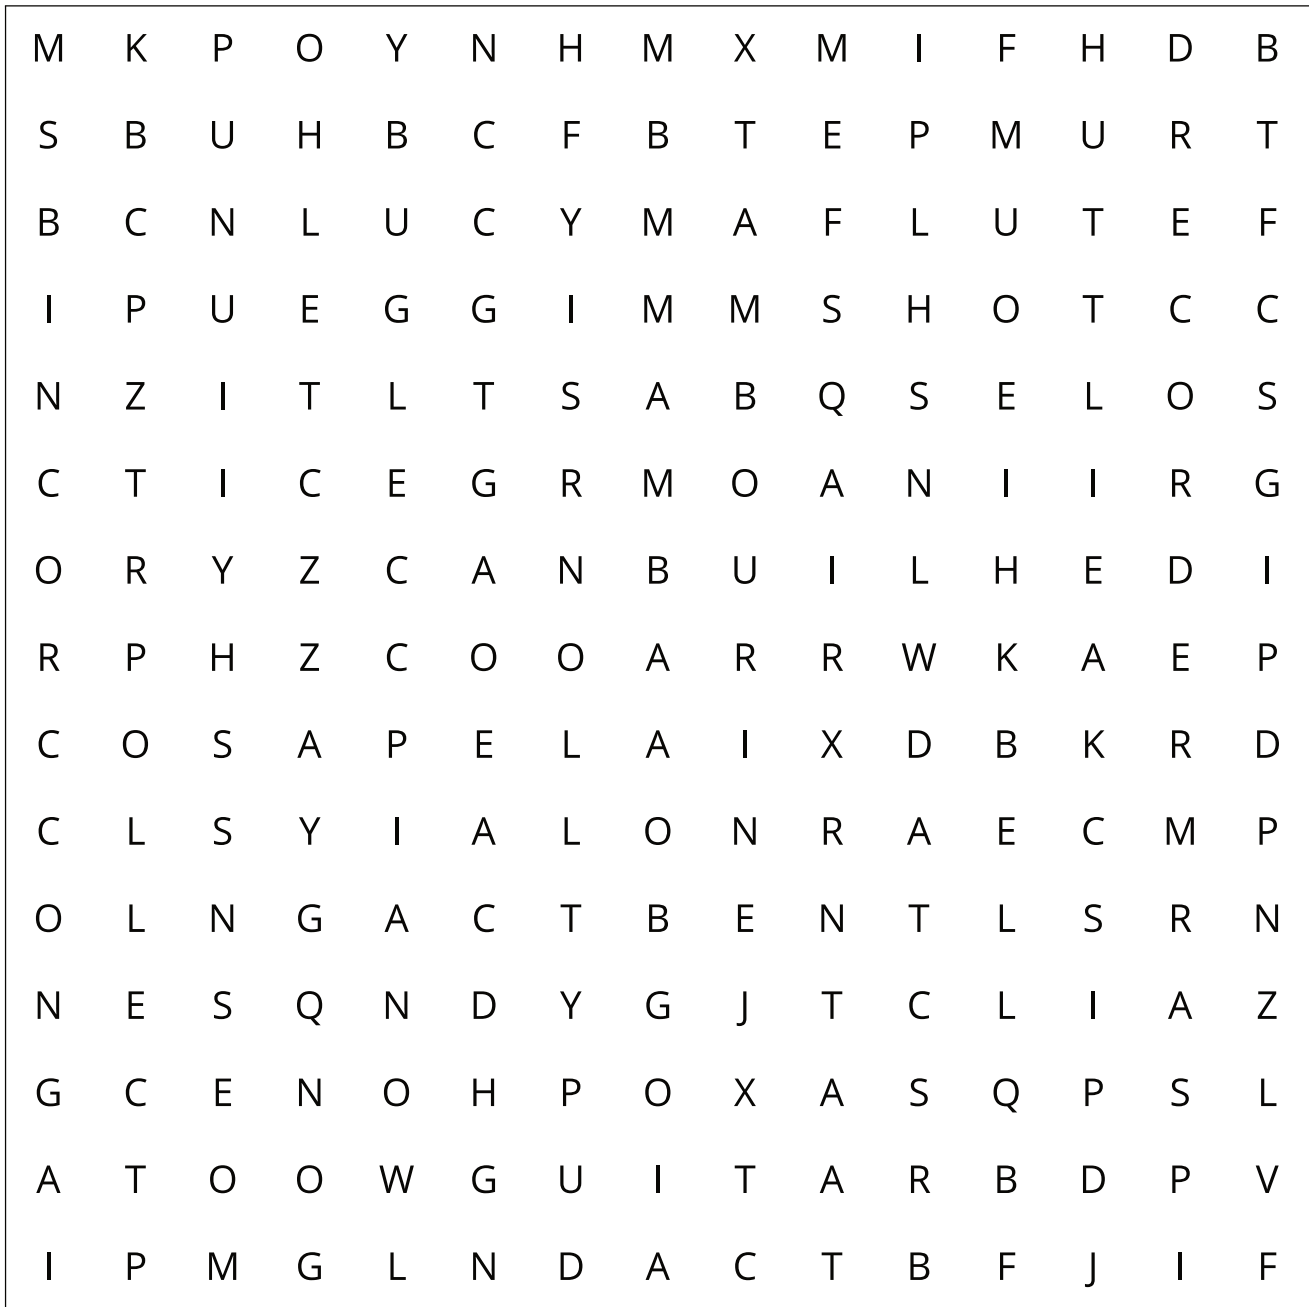 M K P O Y N H M X M I F H D B
S B U H B C F B T E P M U R T
B C N L U C Y M A F L U T E F
I P U E G G I M M S H O T C C
N Z I T L T S A B Q S E L O S
C T I C E G R M O A N I I R G
O R Y Z C A N B U I L H E D I
R P H Z C O O A R R W K A E P
C O S A P E L A I X D B K R D
C L S Y I A L O N R A E C M P
O L N G A C T B E N T L S R N
N E S Q N D Y G J T C L I A Z
G C E N O H P O X A S Q P S L
A T O O W G U I T A R B D P V
I P M G L N D A C T B F J I F